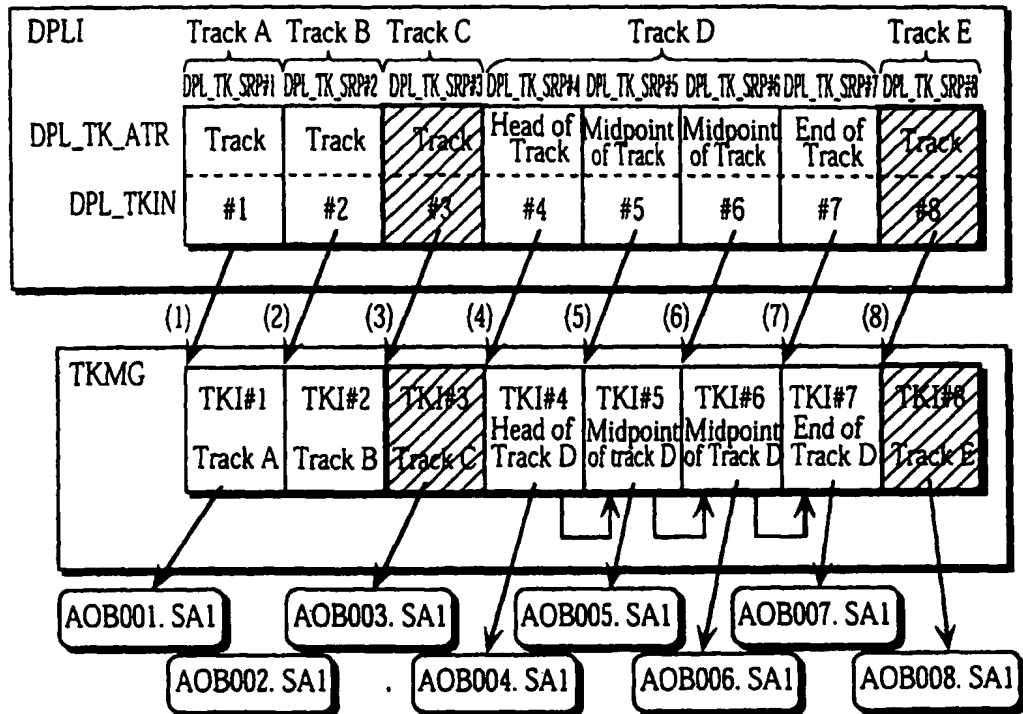 DPLI
Track A
Track B
Track C
Track D
Track E
DPL_TK_SRP#1
DPL_TK_SRP#2
DPL_TK_SRP#3
DPL_TK_SRP#4
DPL_TK_SRP#5
DPL_TK_SRP#6
DPL_TK_SRP#7
DPL_TK_SRP#8
DPL_TK_ATR
Track
Track
Track
Head of
Track
Midpoint
of Track
Midpoint
of Track
End of
Track
Track
DPL_TKIN
#1
#2
#3
#4
#5
#6
#7
#8
(1)
(2)
(3)
(4)
(5)
(6)
(7)
(8)
TKMG
TKI#1
Track A
TKI#2
Track B
TKI#3
Track C
TKI#4
Head of
Track D
TKI#5
Midpoint
of track D
TKI#6
Midpoint
of Track D
TKI#7
End of
Track D
TKI#8
Track E
AOB001. SA1
AOB003. SA1
AOB005. SA1
AOB007. SA1
AOB002. SA1
AOB004. SA1
AOB006. SA1
AOB008. SA1